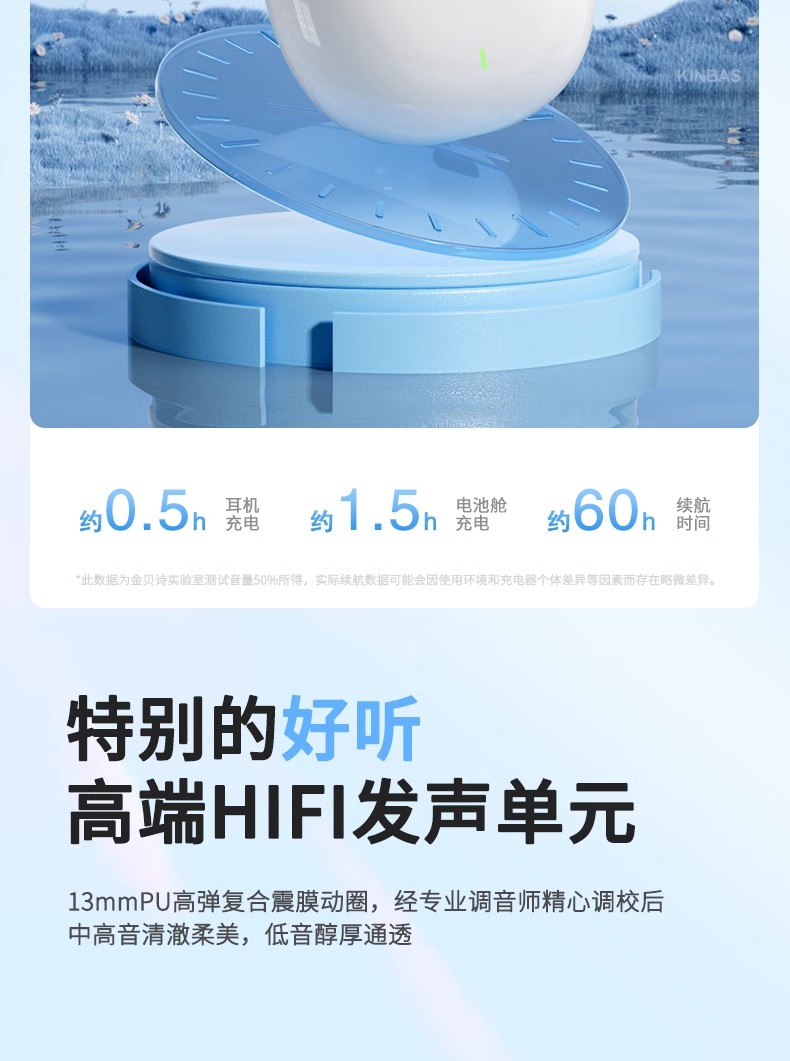 KINBAS
约0.5h 耳机
充电
约1.5h 电池舱
充电
约60h 续航
时间
*此数据为金贝诗实验室测试音量50%所得，实际续航数据可能会因使用环境和充电器个体差异等因素而存在略微差异。
特别的好听
高端HIFI发声单元
13mmPU高弹复合震膜动圈，经专业调音师精心调校后
中高音清澈柔美，低音醇厚通透